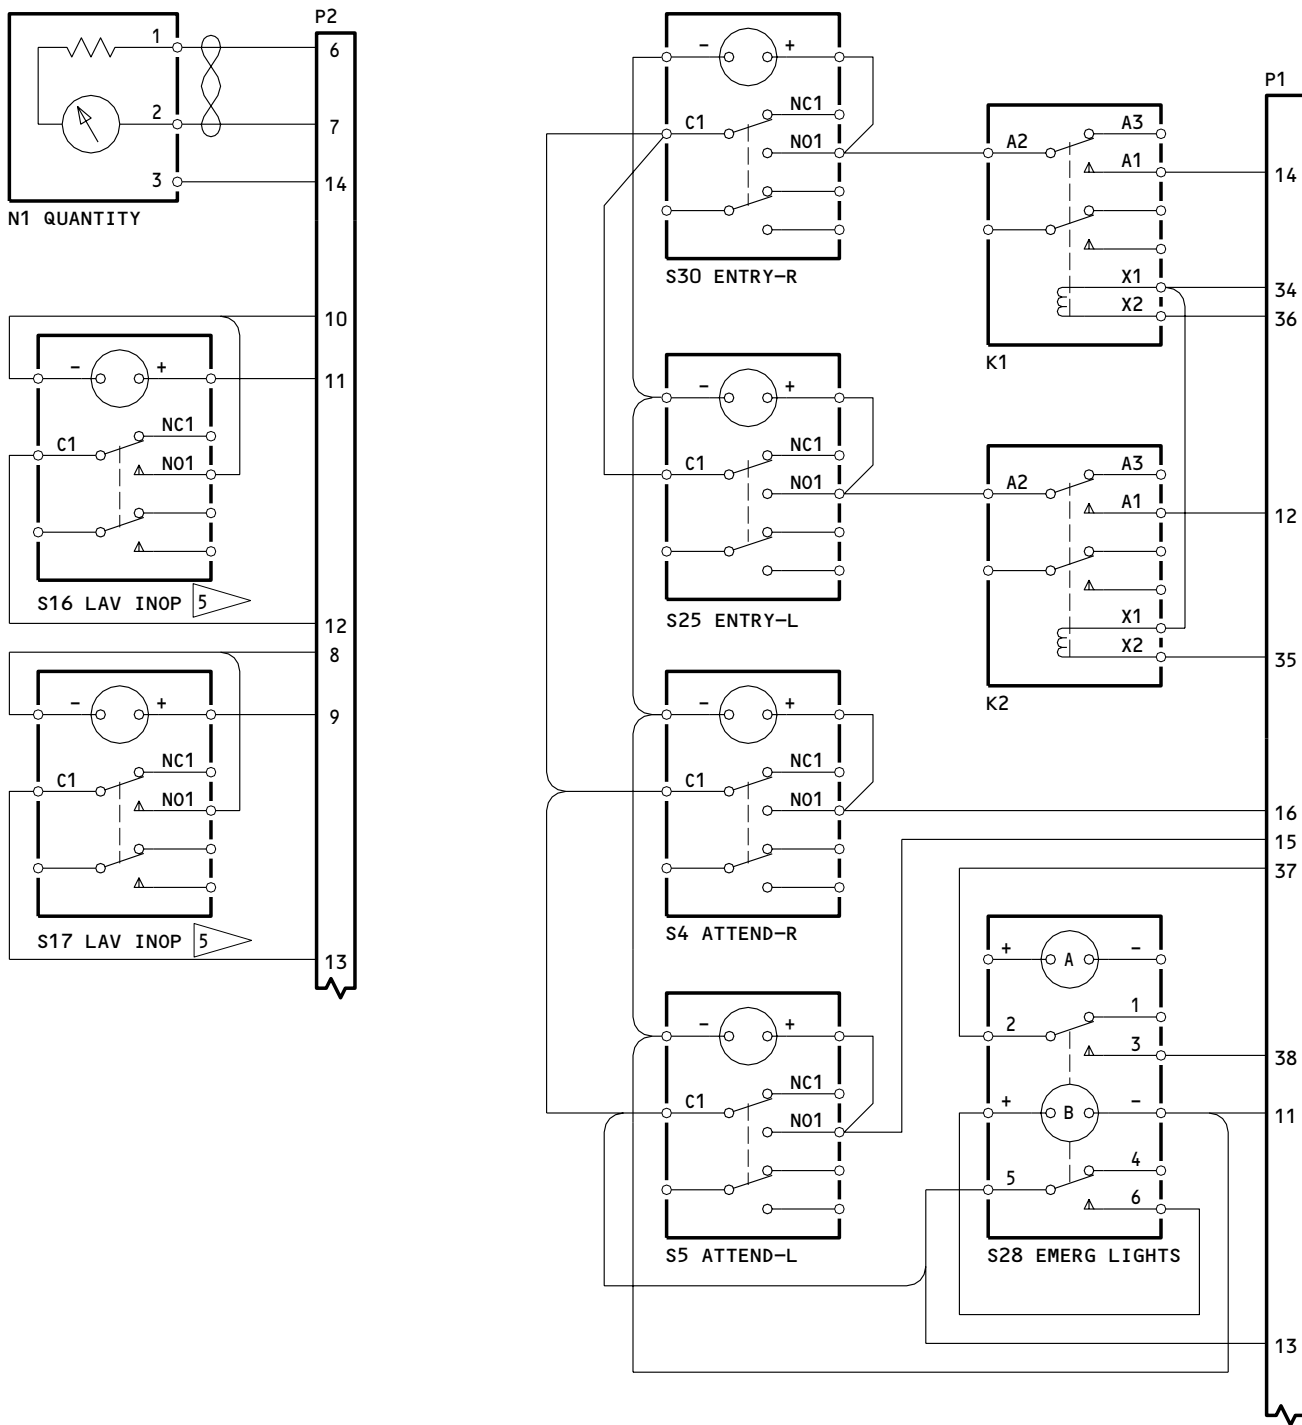 P2
1
6
2
7
3
14
N1 QUANTITY
10
- +
11
NC1
C1
NO1
S16 LAV INOP 5
12
8
- +
9
NC1
C1
NO1
S17 LAV INOP 5
13
- +
NC1
C1
NO1
S30 ENTRY-R
- +
NC1
C1
NO1
S25 ENTRY-L
- +
NC1
C1
NO1
S4 ATTEND-R
- +
NC1
C1
NO1
S5 ATTEND-L
A3
A2
A1
X1
X2
K1
A3
A2
A1
X1
X2
K2
+ A -
1
2
3
+ B -
4
5
6
S28 EMERG LIGHTS
P1
14
34
36
12
35
16
15
37
38
11
13